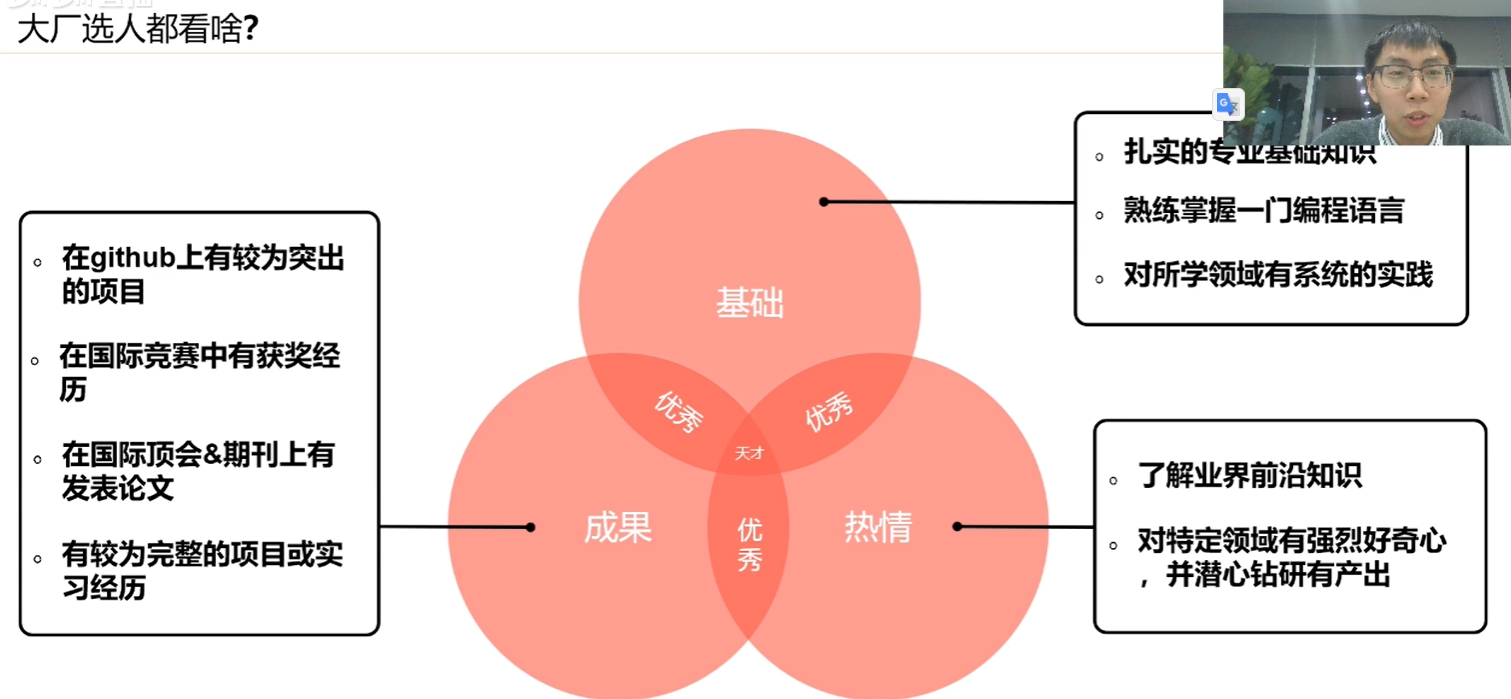 大厂选人都看啥?
扎实的专业基础知识
熟练掌握一门编程语言
对所学领域有系统的实践
在github上有较为突出
的项目
在国际竞赛中有获奖经
历
在国际顶会&期刊上有
发表论文
有较为完整的项目或实
习经历
基础
优秀
优秀
天才
成果
优
秀
热情
了解业界前沿知识
对特定领域有强烈好奇心
，并潜心钻研有产出